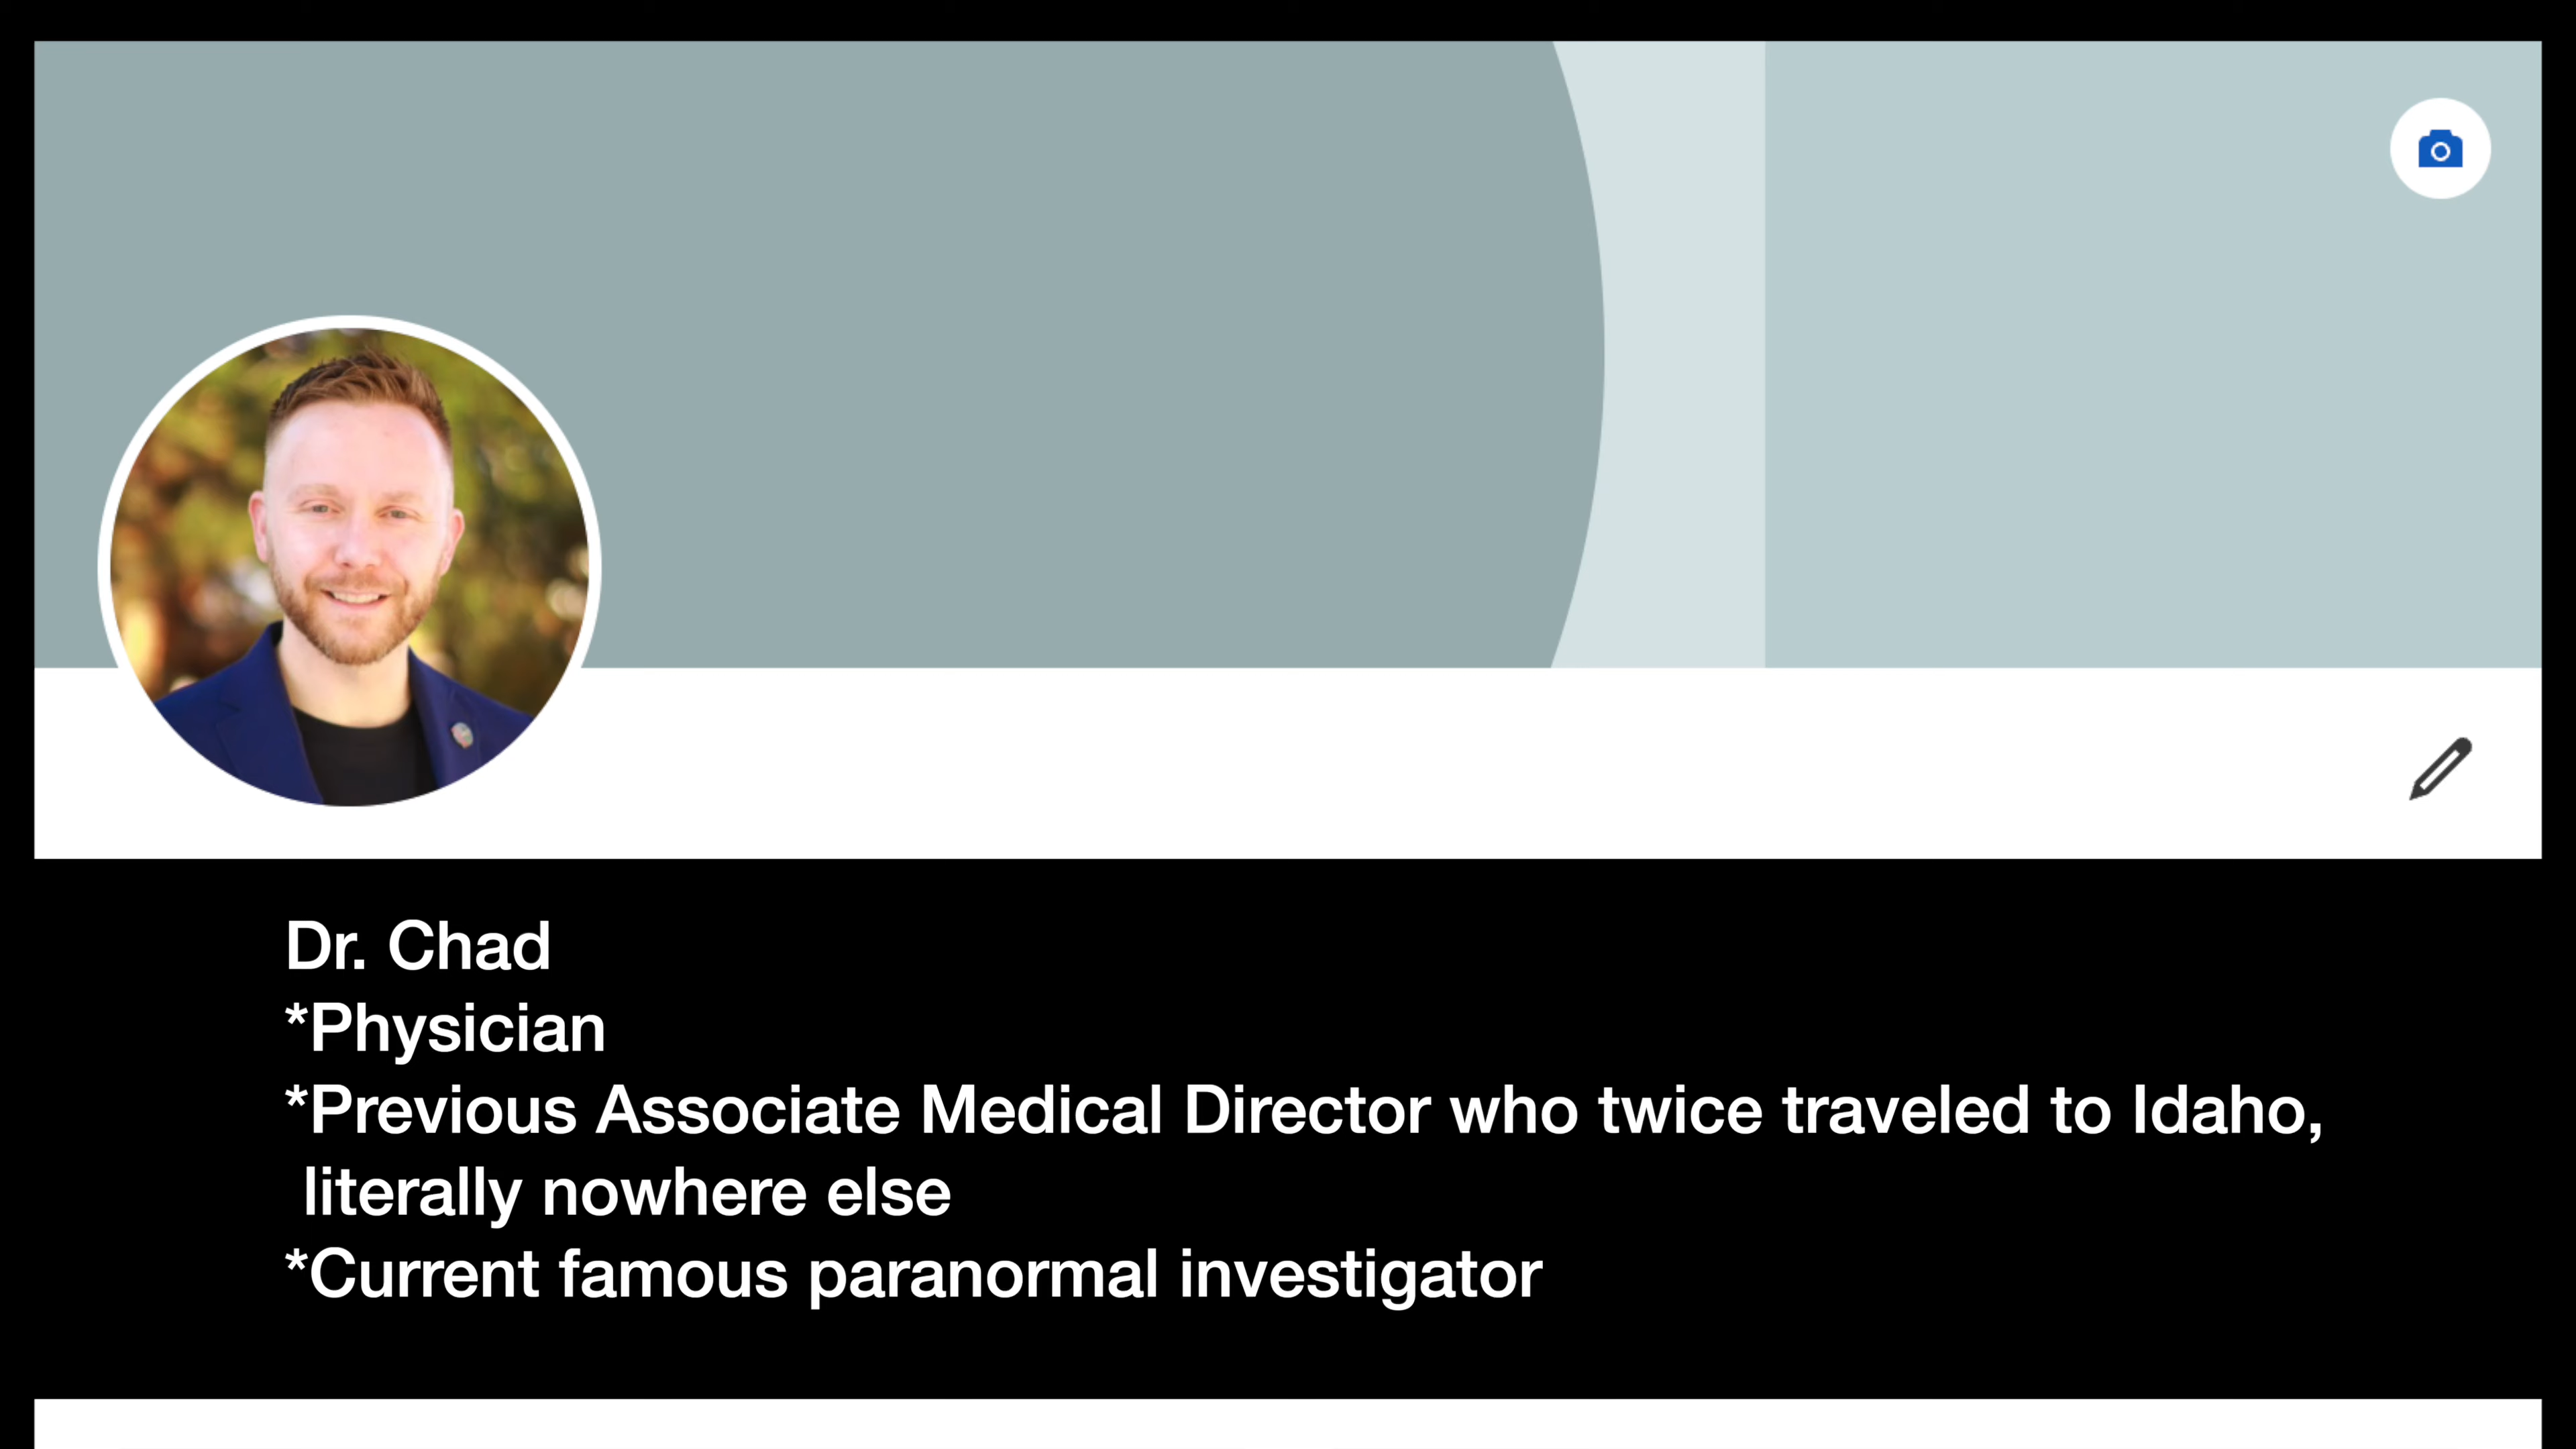 Dr. Chad
*Physician
*Previous Associate Medical Director who twice traveled to Idaho,
literally nowhere else
*Current famous paranormal investigator